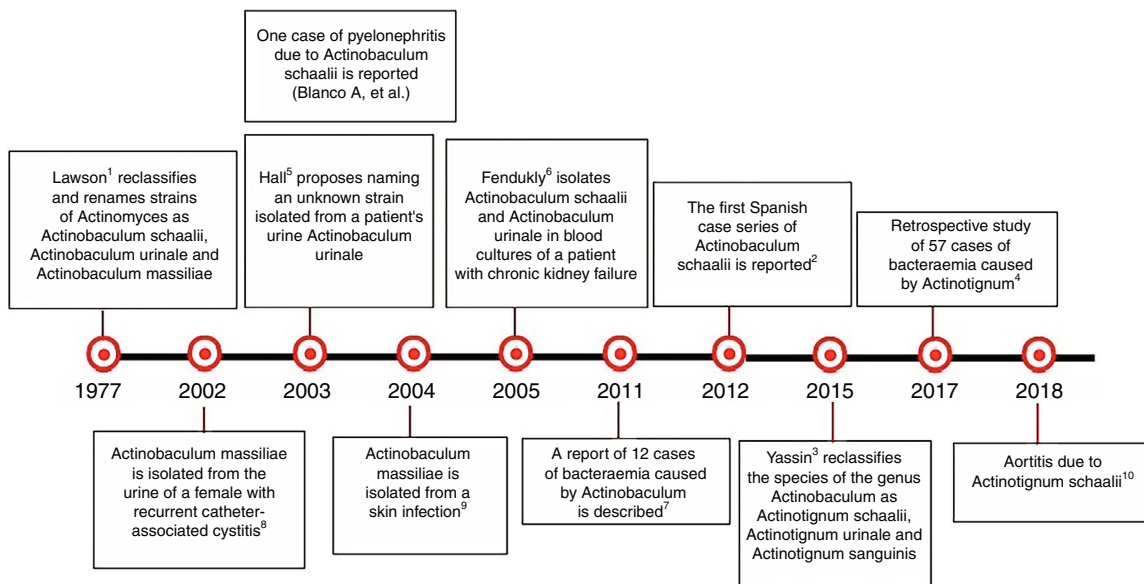 One case of pyelonephritis
due to Actinobaculum
schaalii is reported
(Blanco A, et al.)
Lawson1 reclassifies
and renames strains
of Actinomyces as
Actinobaculum schaalii,
Actinobaculum urinale and
Actinobaculum massiliae
Hall5 proposes naming
an unknown strain
isolated from a patient's
urine Actinobaculum
urinale
Fendukly6 isolates
Actinobaculum schaalii
and Actinobaculum
urinale in blood
cultures of a patient
with chronic kidney failure
The first Spanish
case series of
Actinobaculum
schaalii is reported2
Retrospective study
of 57 cases of
bacteraemia caused
by Actinotignum4
1977 2002 2003 2004 2005 2011 2012 2015 2017 2018
Actinobaculum massiliae
is isolated from the
urine of a female with
recurrent catheter-
associated cystitis8
Actinobaculum
massiliae is
isolated from a
skin infection9
A report of 12 cases
of bacteraemia caused
by Actinobaculum
is described7
Yassin3 reclassifies
the species of the genus
Actinobaculum as
Actinotignum schaalii,
Actinotignum urinale and
Actinotignum sanguinis
Aortitis due to
Actinotignum schaalii10